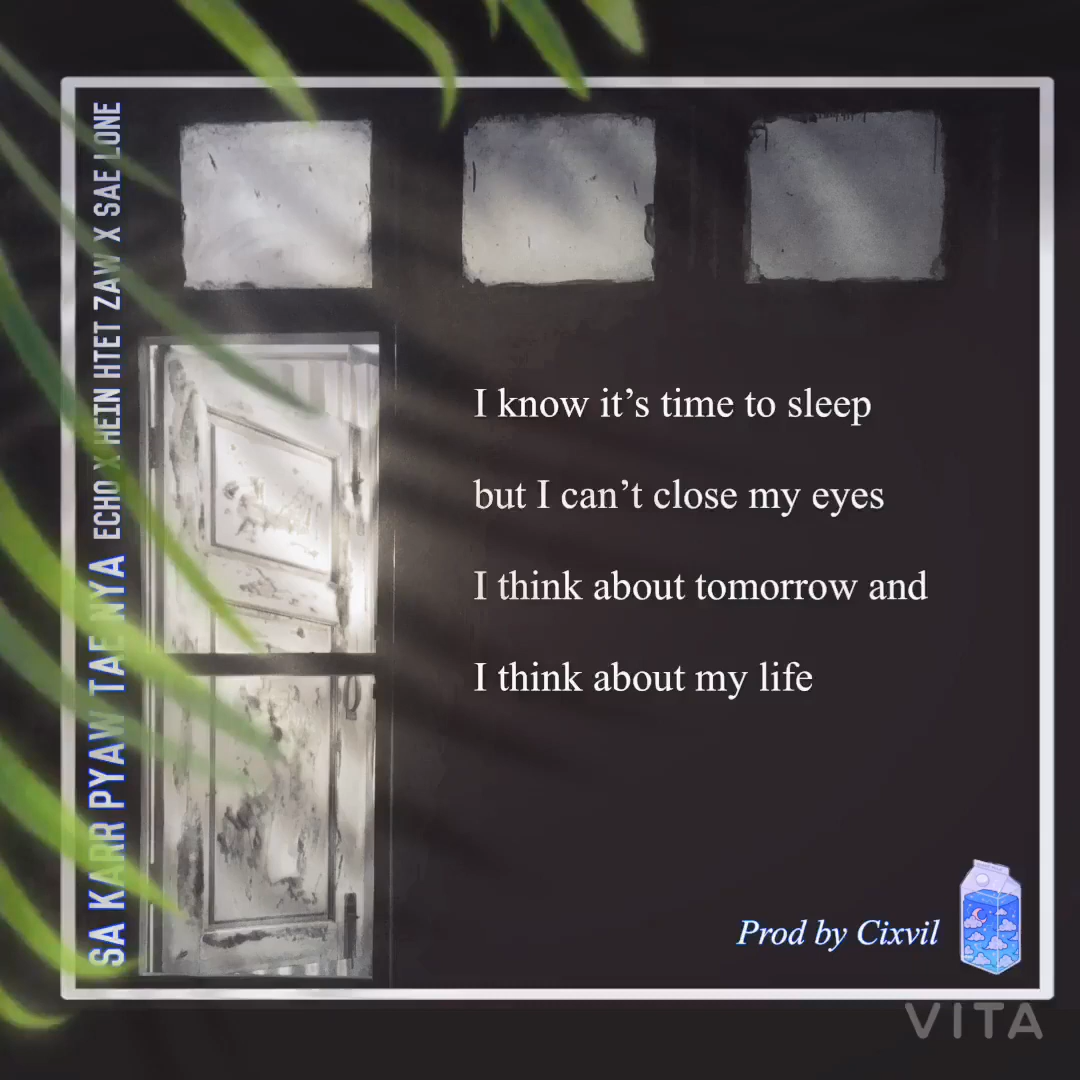 SA KARR PYAW TAE NYA ECHO X HEIN HTET ZAW X SAE LONE
I know it’s time to sleep
but I can’t close my eyes
I think about tomorrow and
I think about my life
Prod by Cixvil
VITA